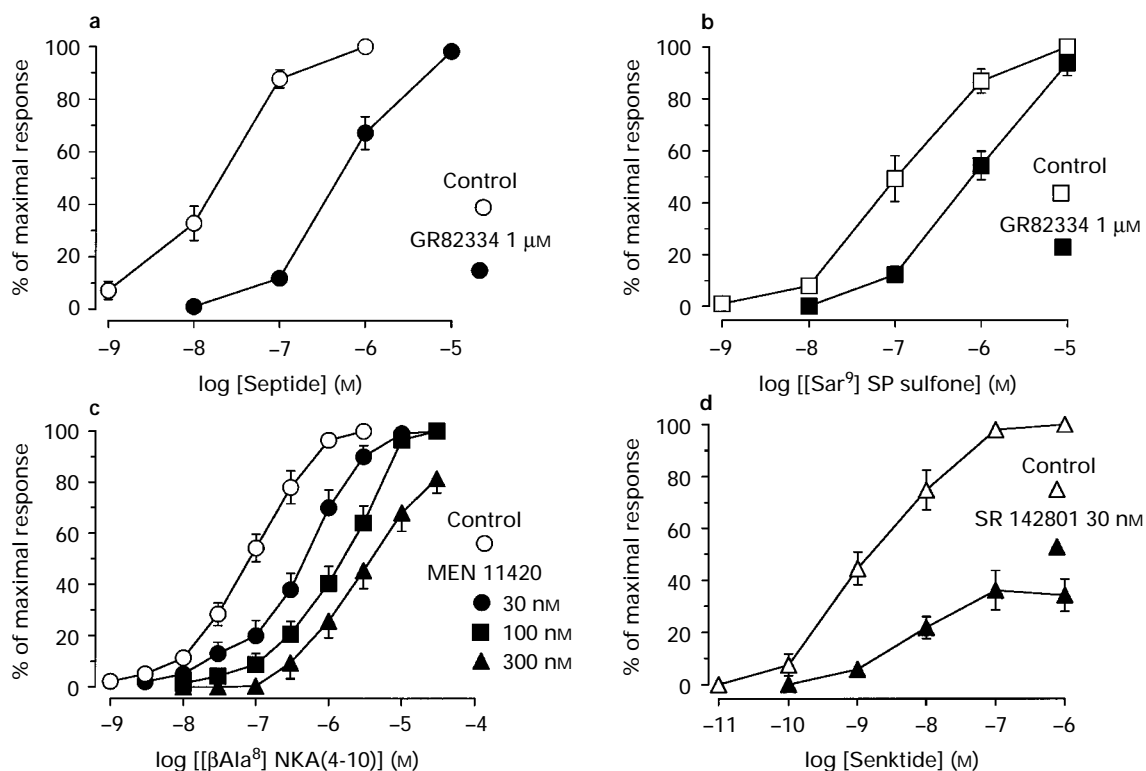 a
% of maximal response
100
80
60
40
20
0
Control
GR82334 1 μM
–9 –8 –7 –6 –5
log [Septide] (M)
b
% of maximal response
100
80
60
40
20
0
Control
GR82334 1 μM
–9 –8 –7 –6 –5
log [[Sar⁹] SP sulfone] (M)
c
% of maximal response
100
80
60
40
20
0
Control
MEN 11420
30 nM
100 nM
300 nM
–9 –8 –7 –6 –5 –4
log [[βAla⁸] NKA(4-10)] (M)
d
% of maximal response
100
80
60
40
20
0
Control
SR 142801 30 nM
–11 –10 –9 –8 –7 –6
log [Senktide] (M)